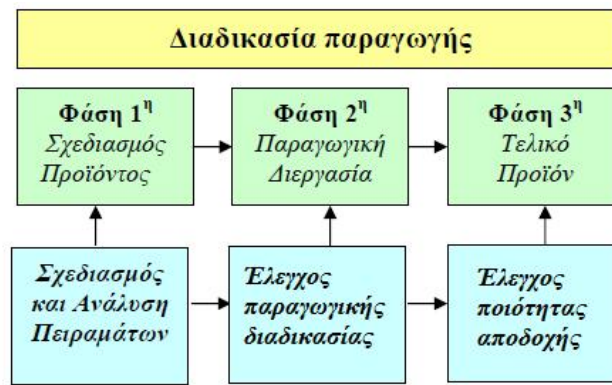 Διαδικασία παραγωγής
Φάση 1η
Σχεδιασμός
Προϊόντος
Φάση 2η
Παραγωγική
Διεργασία
Φάση 3η
Τελικό
Προϊόν
Σχεδιασμός
και Ανάλυση
Πειραμάτων
Έλεγχος
παραγωγικής
διαδικασίας
Έλεγχος
ποιότητας
αποδοχής